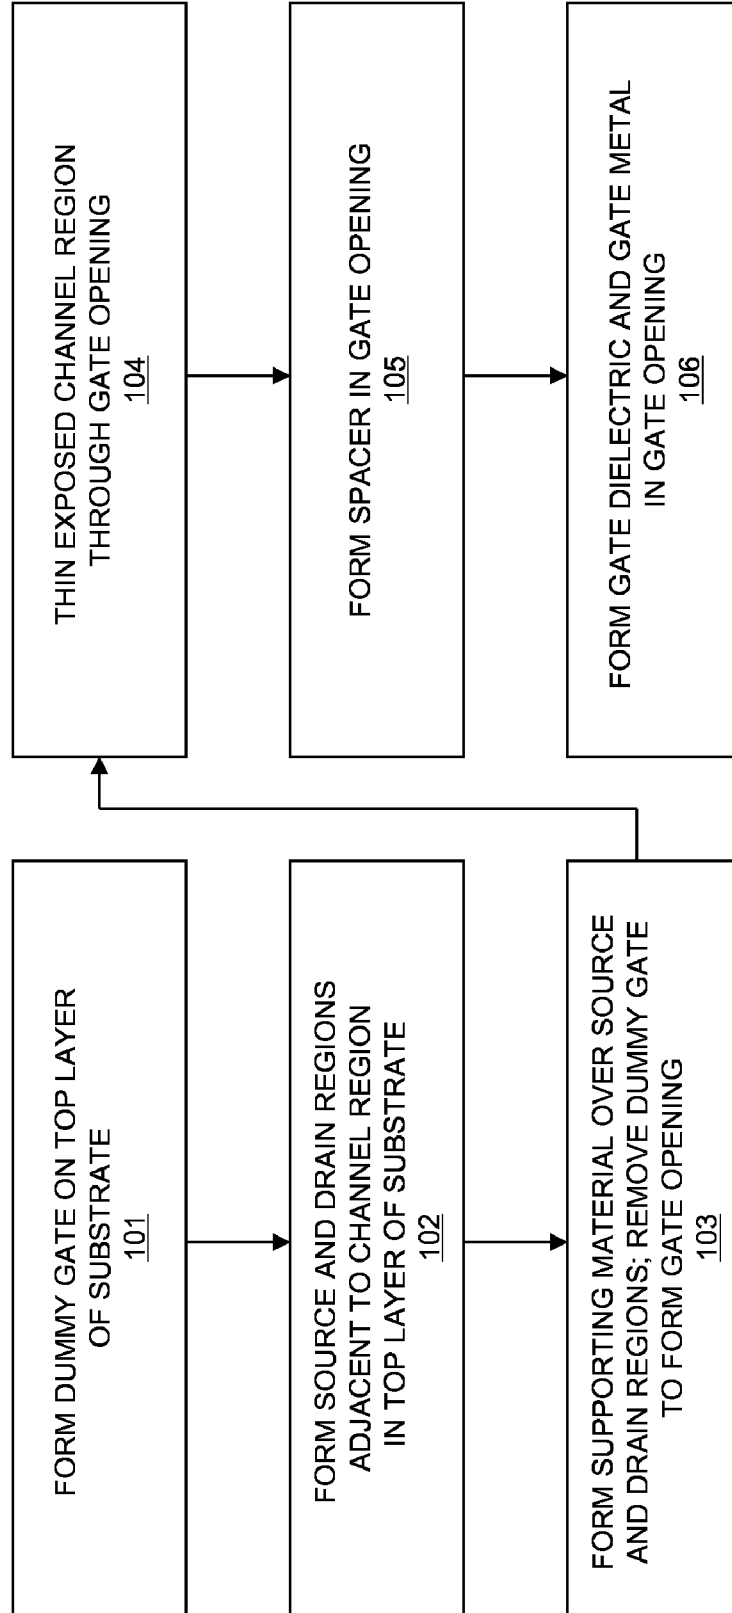 FORM DUMMY GATE ON TOP LAYER
OF SUBSTRATE
101
FORM SOURCE AND DRAIN REGIONS
ADJACENT TO CHANNEL REGION
IN TOP LAYER OF SUBSTRATE
102
FORM SUPPORTING MATERIAL OVER SOURCE
AND DRAIN REGIONS; REMOVE DUMMY GATE
TO FORM GATE OPENING
103
THIN EXPOSED CHANNEL REGION
THROUGH GATE OPENING
104
FORM SPACER IN GATE OPENING
105
FORM GATE DIELECTRIC AND GATE METAL
IN GATE OPENING
106